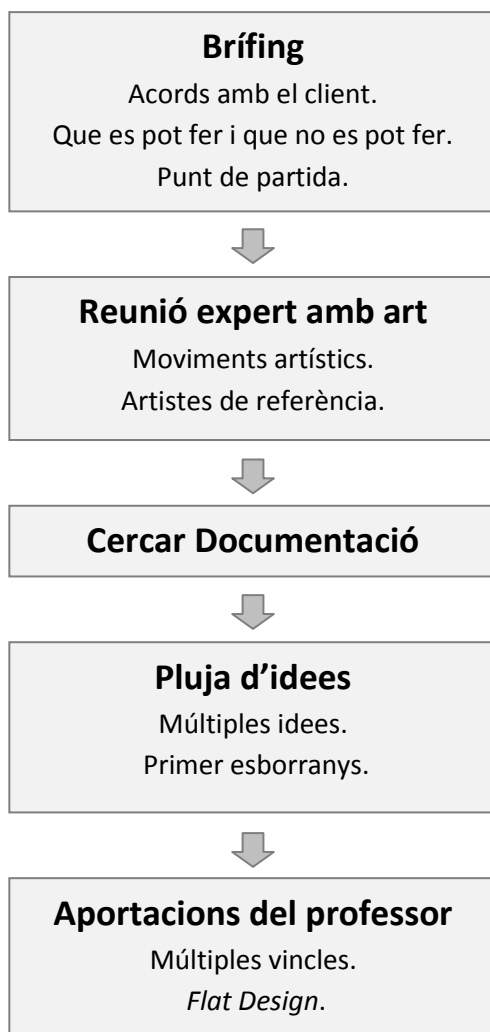 Brífing
Acords amb el client.
Que es pot fer i que no es pot fer.
Punt de partida.
Reunió expert amb art
Moviments artístics.
Artistes de referència.
Cercar Documentació
Pluja d’idees
Múltiples idees.
Primer esborranys.
Aportacions del professor
Múltiples vincles.
Flat Design.